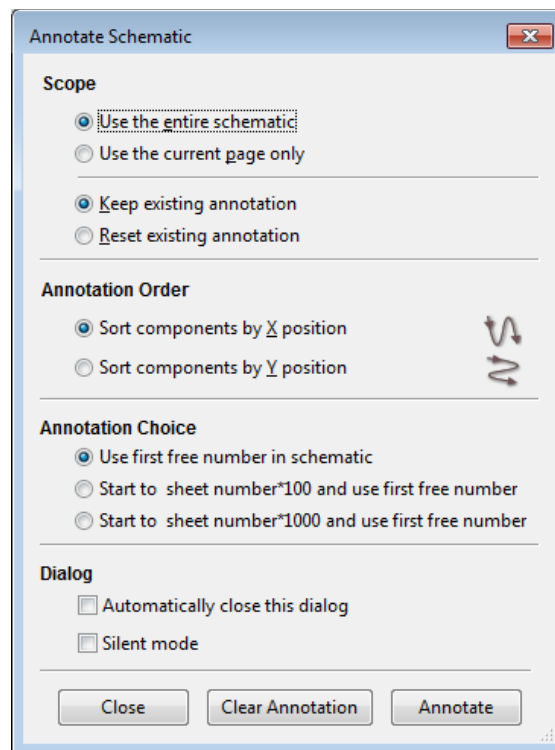 Annotate Schematic
Scope
Use the entire schematic
Use the current page only
Keep existing annotation
Reset existing annotation
Annotation Order
Sort components by X position
Sort components by Y position
Annotation Choice
Use first free number in schematic
Start to  sheet number*100 and use first free number
Start to  sheet number*1000 and use first free number
Dialog
Automatically close this dialog
Silent mode
Close Clear Annotation Annotate